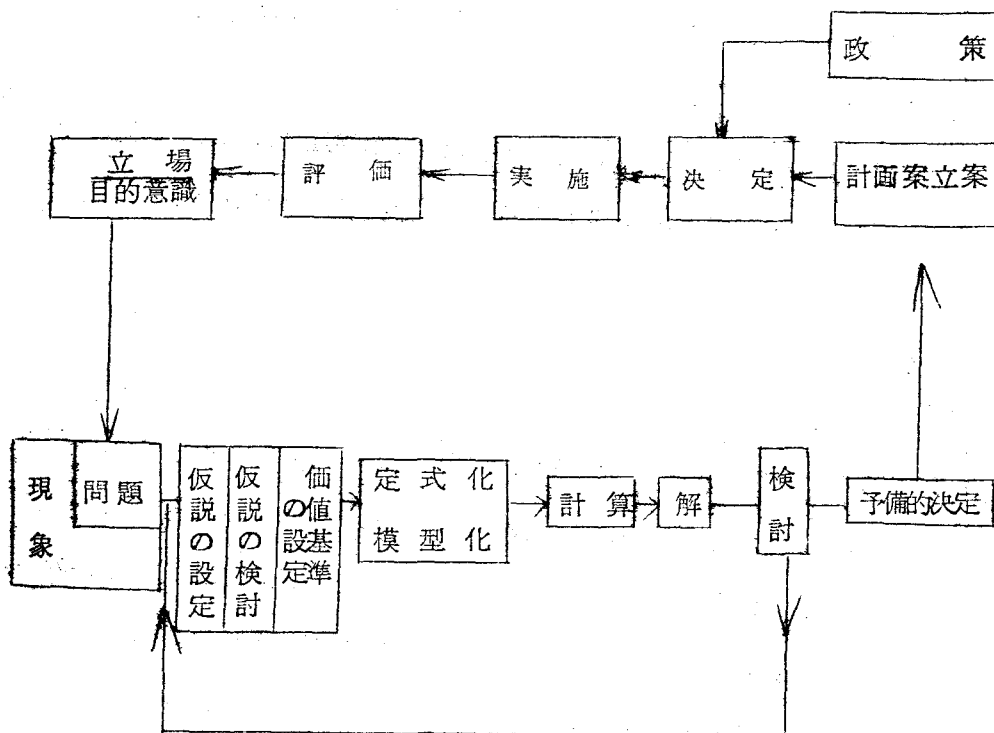 政策
立場
目的意識
評価
実施
決定
計画案立案
現象
問題
仮説の設定
仮説の検討
価値基準
の設定
定式化
模型化
計算
解
検討
予備的決定